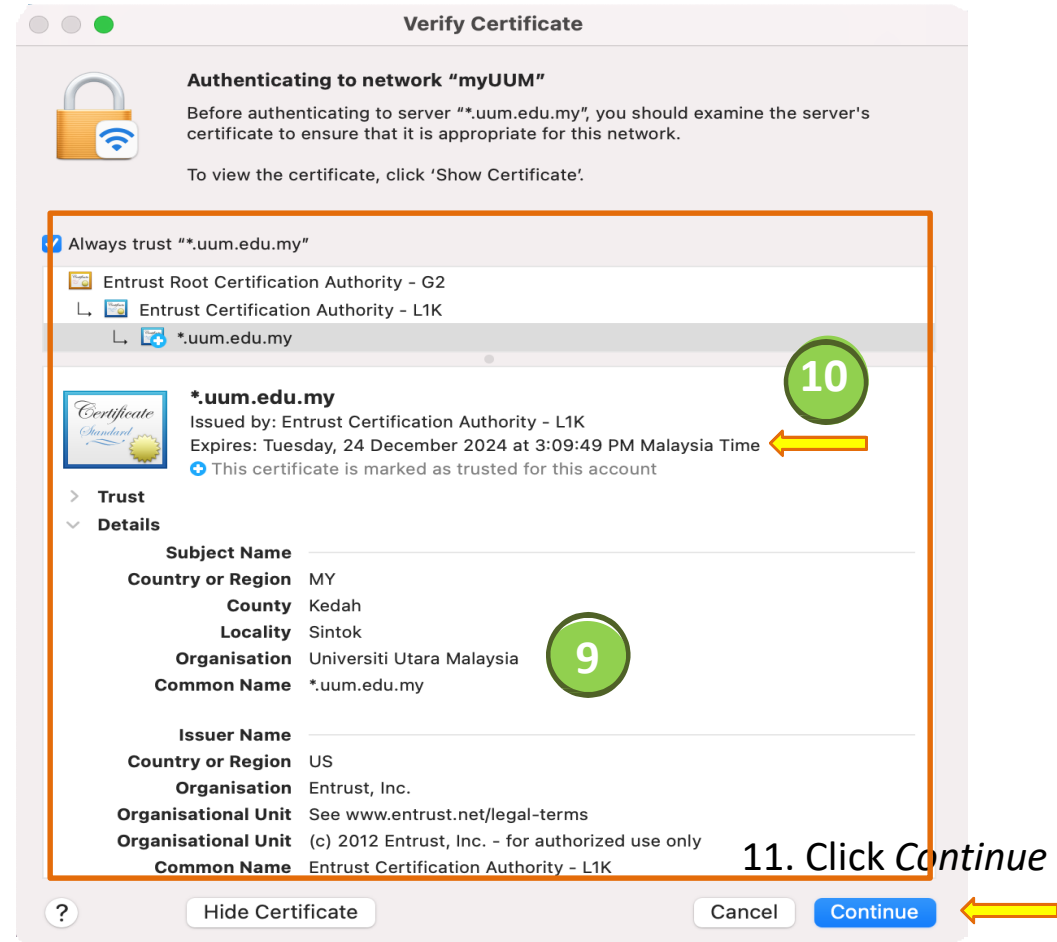 Verify Certificate
Authenticating to network “myUUM”
Before authenticating to server “*.uum.edu.my”, you should examine the server's
certificate to ensure that it is appropriate for this network.
To view the certificate, click ‘Show Certificate’.
Always trust “*.uum.edu.my”
Entrust Root Certification Authority - G2
Entrust Certification Authority - L1K
*.uum.edu.my
10
Certificate
Standard
*.uum.edu.my
Issued by: Entrust Certification Authority - L1K
Expires: Tuesday, 24 December 2024 at 3:09:49 PM Malaysia Time
This certificate is marked as trusted for this account
Trust
Details
Subject Name
Country or Region MY
County Kedah
Locality Sintok
Organisation Universiti Utara Malaysia
9
Common Name *.uum.edu.my
Issuer Name
Country or Region US
Organisation Entrust, Inc.
Organisational Unit See www.entrust.net/legal-terms
Organisational Unit (c) 2012 Entrust, Inc. - for authorized use only
Common Name Entrust Certification Authority - L1K
11. Click Continue
? Hide Certificate Cancel Continue